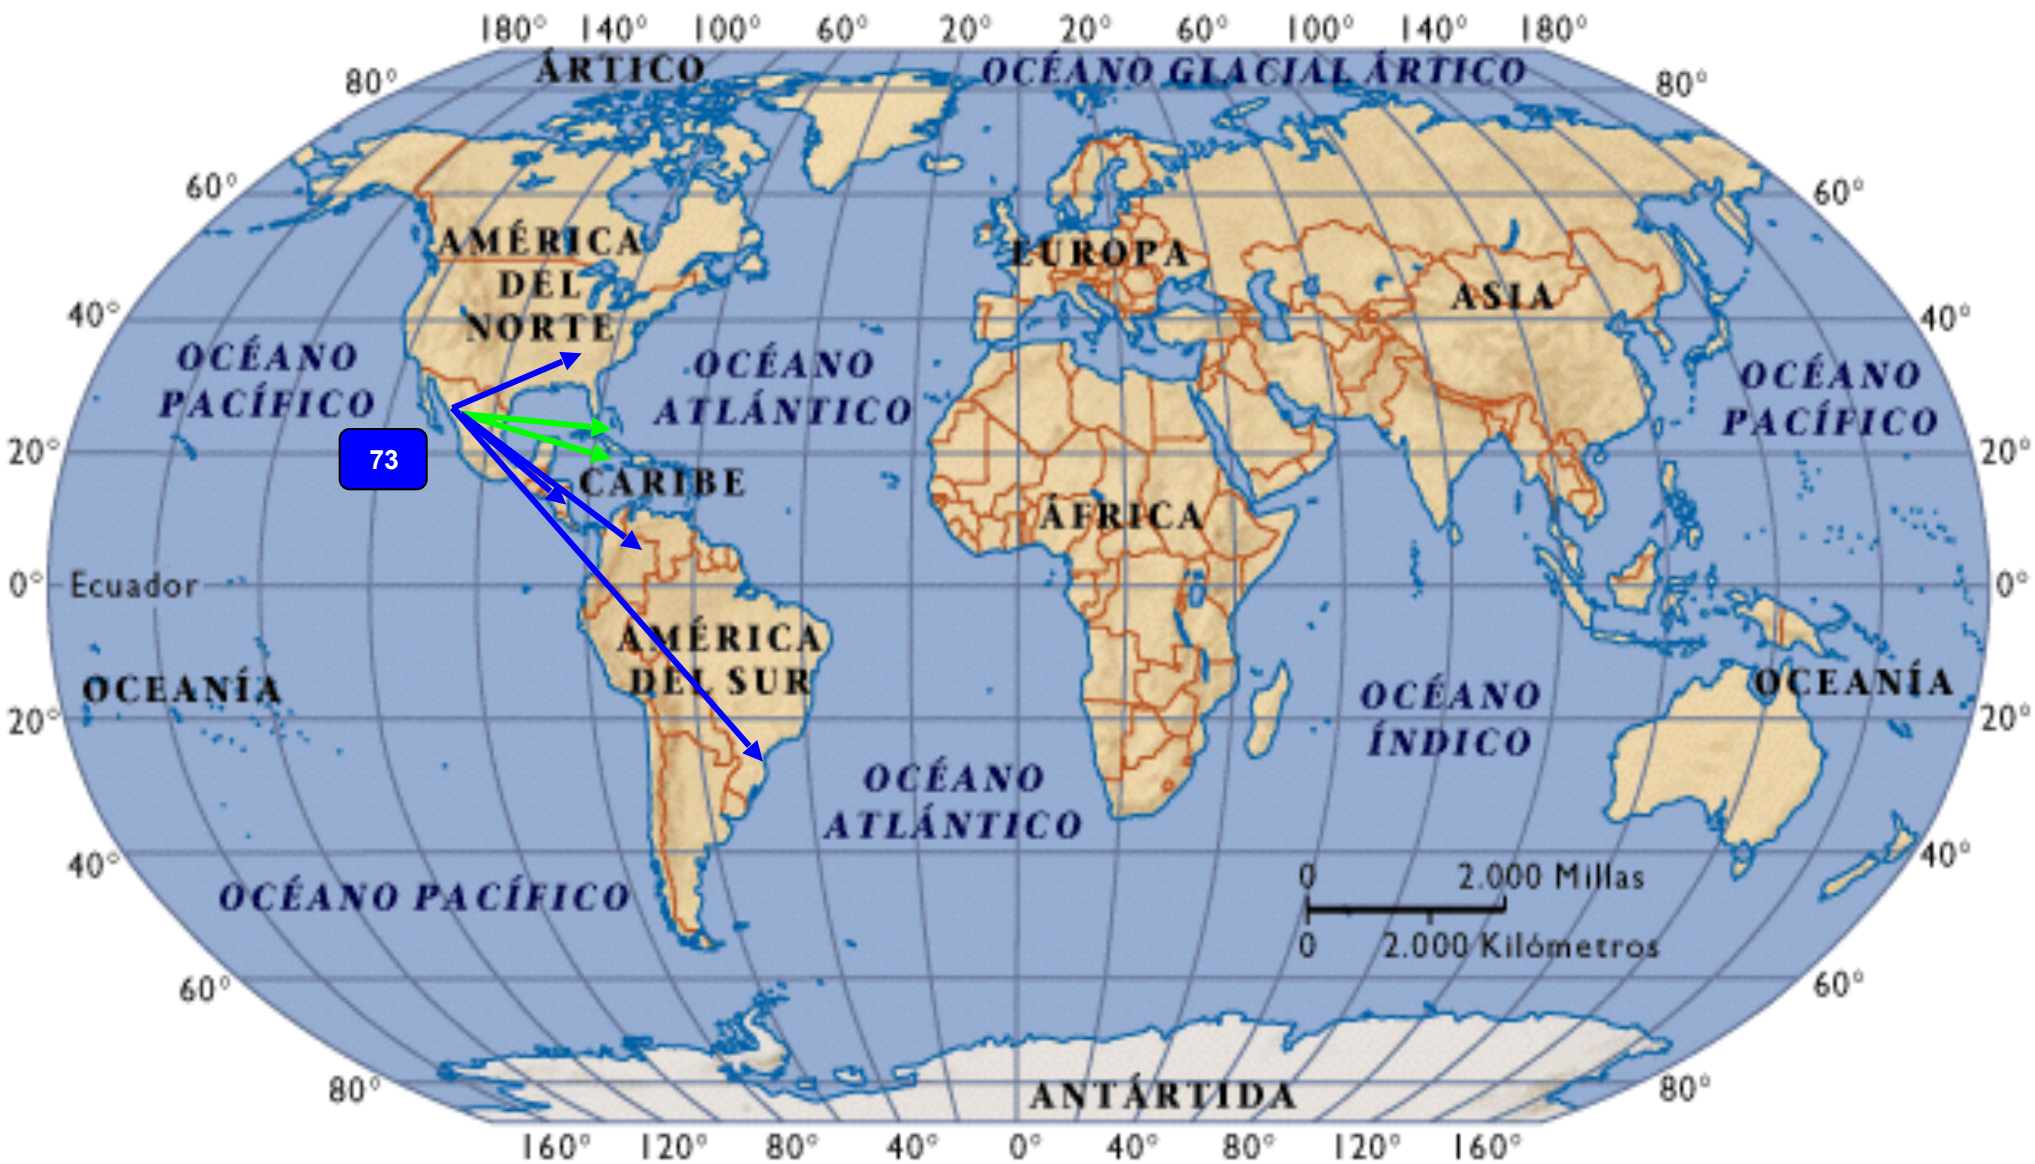 180° 140° 100° 60° 20° 20° 60° 100° 140° 180°
ÁRTICO
OCÉANO GLACIAL ÁRTICO
80°
80°
60°
60°
AMÉRICA
DEL
NORTE
EUROPA
ASIA
40°
40°
OCÉANO
PACÍFICO
OCÉANO
ATLÁNTICO
OCÉANO
PACÍFICO
73
20°
20°
CARIBE
ÁFRICA
0°
Ecuador
0°
AMÉRICA
DEL SUR
OCEANÍA
OCEANÍA
OCÉANO
ÍNDICO
20°
20°
OCÉANO
ATLÁNTICO
40°
40°
OCÉANO PACÍFICO
0 2.000 Millas
0 2.000 Kilómetros
60°
60°
80°
80°
ANTÁRTIDA
160° 120° 80° 40° 0° 40° 80° 120° 160°